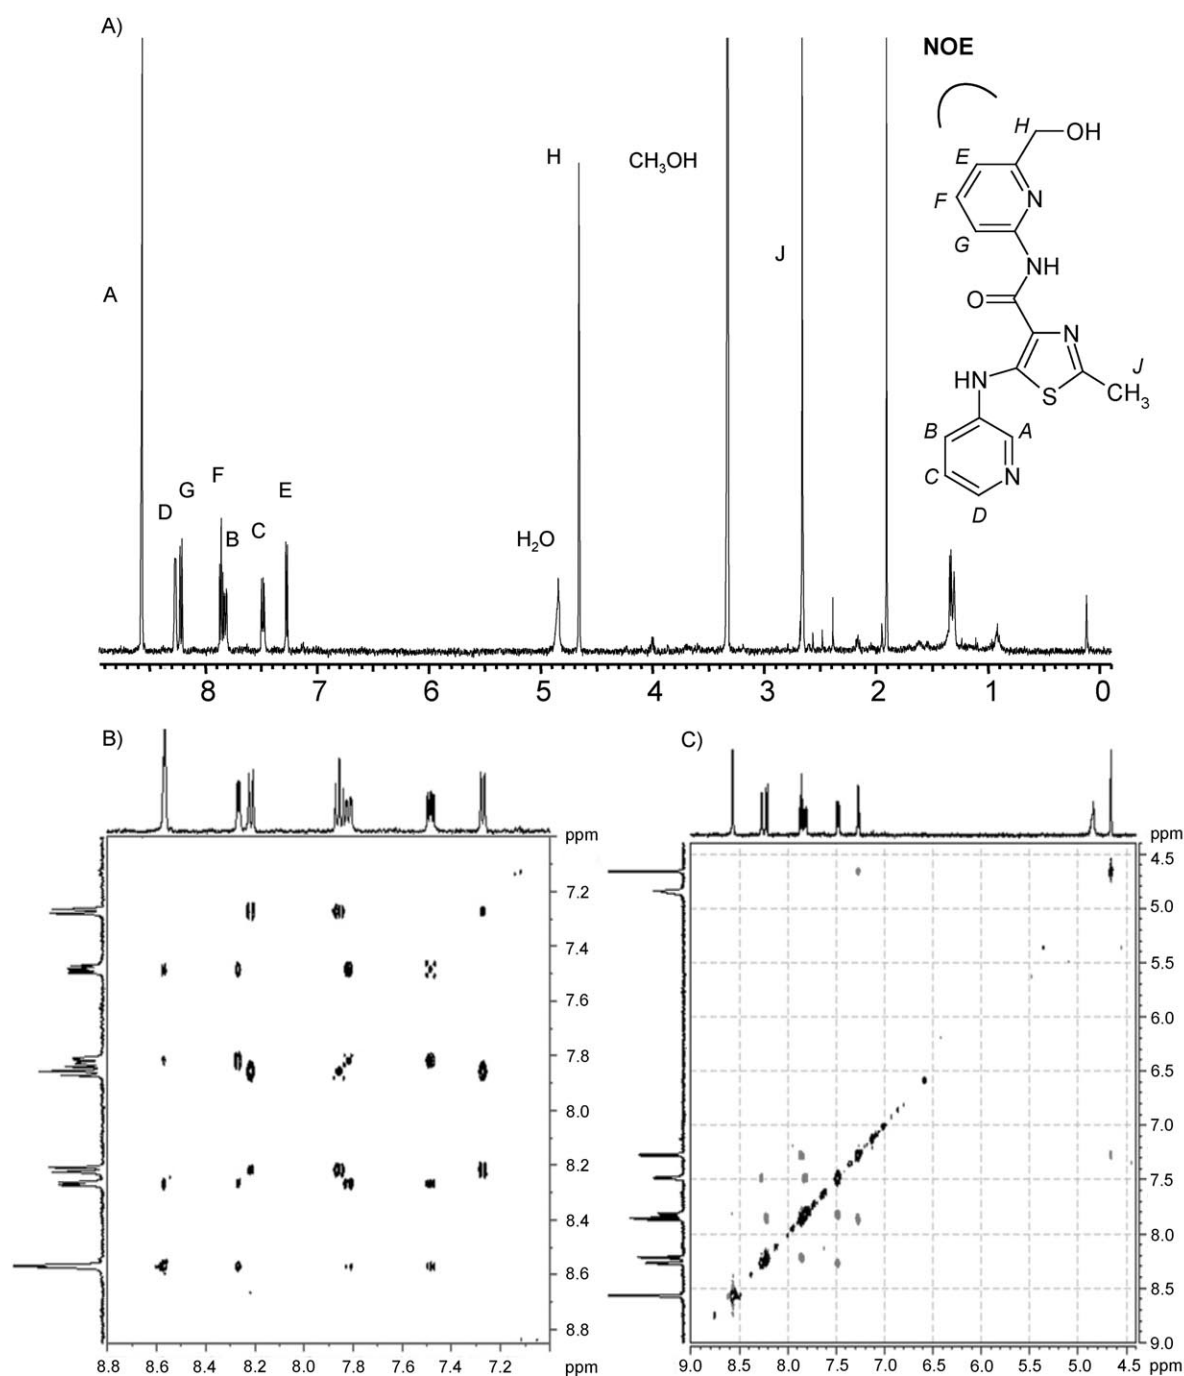 A)
NOE
H
OH
E
F
N
G
NH
O
N
J
HN
S
CH3
B
A
C
N
D
H
CH3OH
J
A
F
G
D
E
B
C
H2O
8 7 6 5 4 3 2 1 0
B)
ppm
7.2
7.4
7.6
7.8
8.0
8.2
8.4
8.6
8.8
8.8 8.6 8.4 8.2 8.0 7.8 7.6 7.4 7.2 ppm
C)
ppm
4.5
5.0
5.5
6.0
6.5
7.0
7.5
8.0
8.5
9.0
9.0 8.5 8.0 7.5 7.0 6.5 6.0 5.5 5.0 4.5 ppm